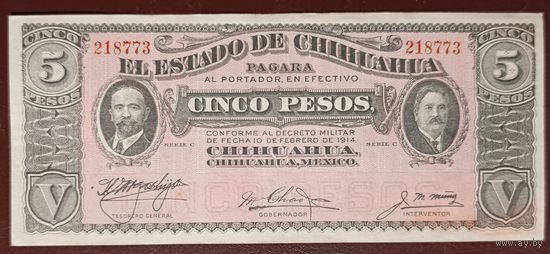 CINCO
5
PESOS
218773
218773
CINCO
5
PESOS
EL ESTADO DE CHIHUAHUA
PAGARA
AL PORTADOR, EN EFECTIVO
CINCO PESOS,
CONFORME AL DECRETO MILITAR
DE FECHA 10 DE FEBRERO DE 1914.
SERIE C
SERIE C
CHIHUAHUA,
CHIHUAHUA, MEXICO.
V
V
TESORERO GENERAL
GOBERNADOR
INTERVENTOR
ay.by